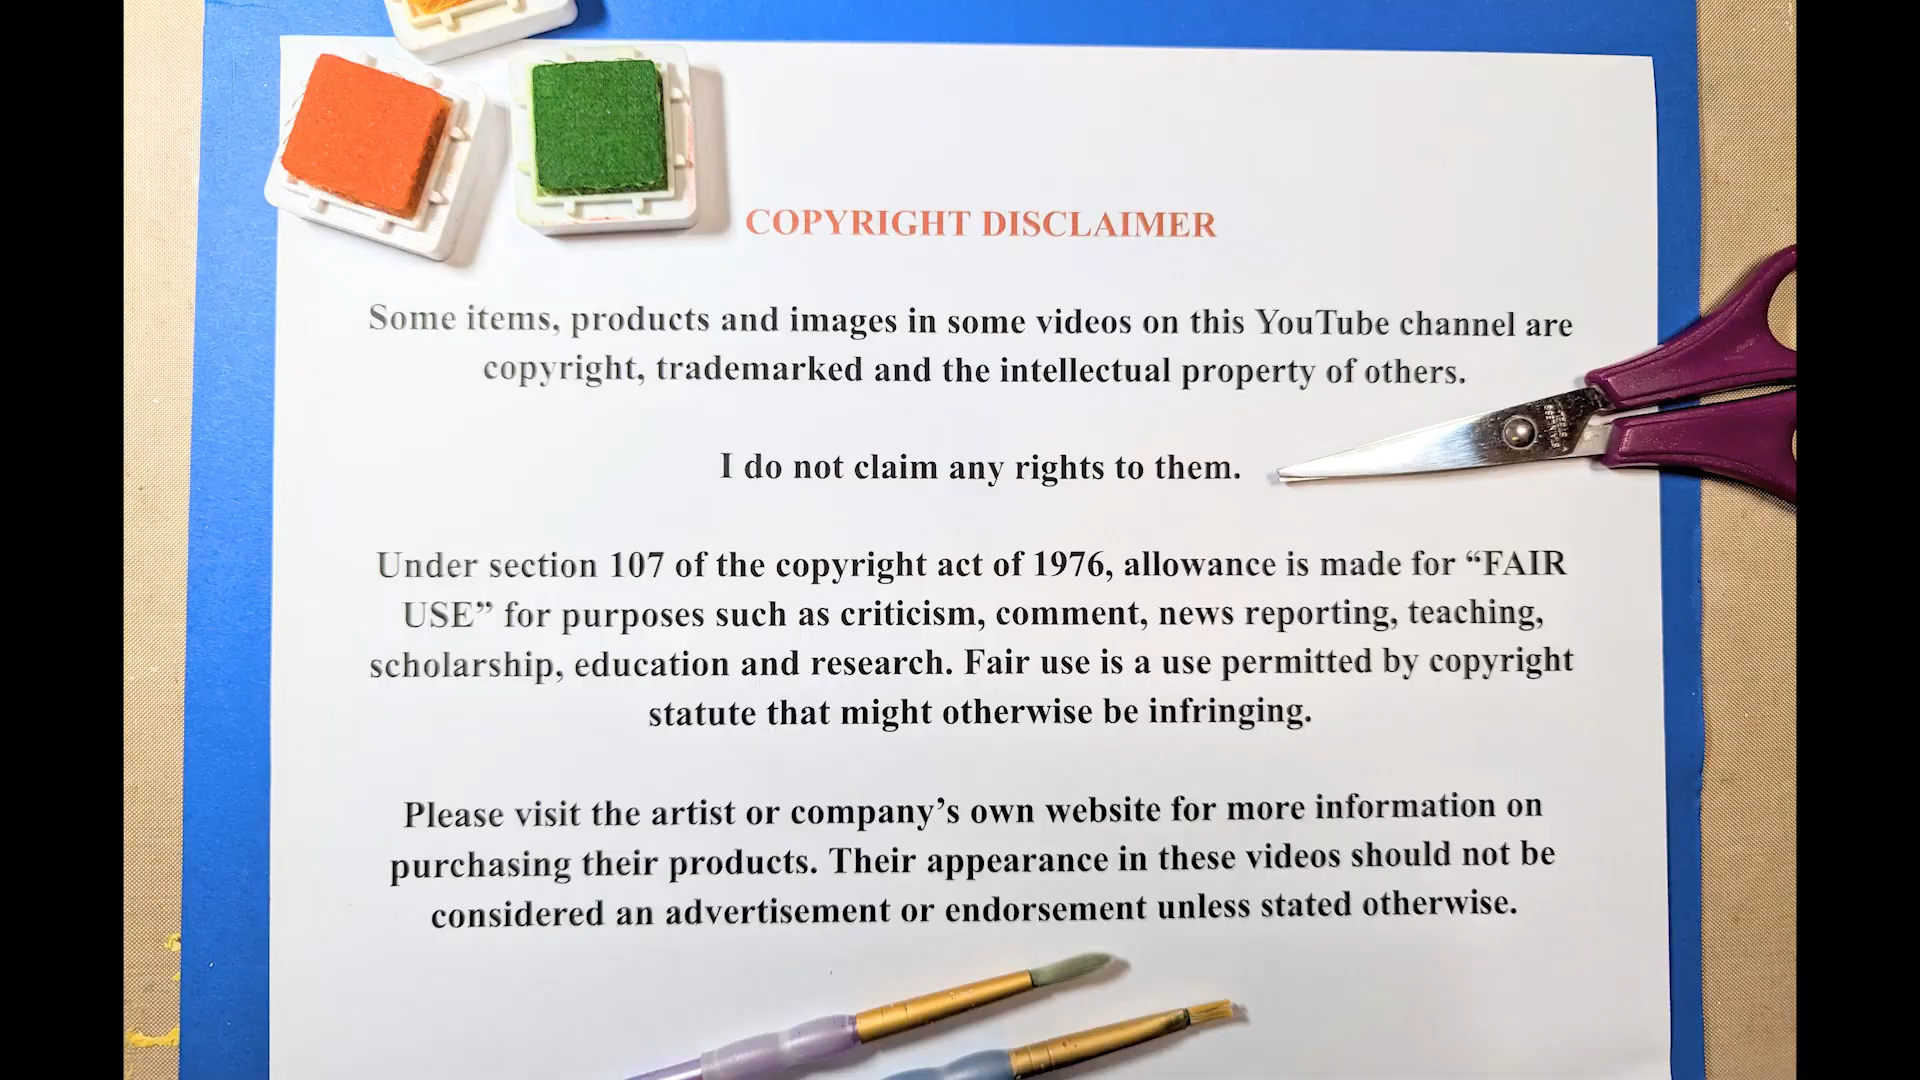 COPYRIGHT DISCLAIMER
Some items, products and images in some videos on this YouTube channel are
copyright, trademarked and the intellectual property of others.
I do not claim any rights to them.
Under section 107 of the copyright act of 1976, allowance is made for “FAIR
USE” for purposes such as criticism, comment, news reporting, teaching,
scholarship, education and research. Fair use is a use permitted by copyright
statute that might otherwise be infringing.
Please visit the artist or company’s own website for more information on
purchasing their products. Their appearance in these videos should not be
considered an advertisement or endorsement unless stated otherwise.